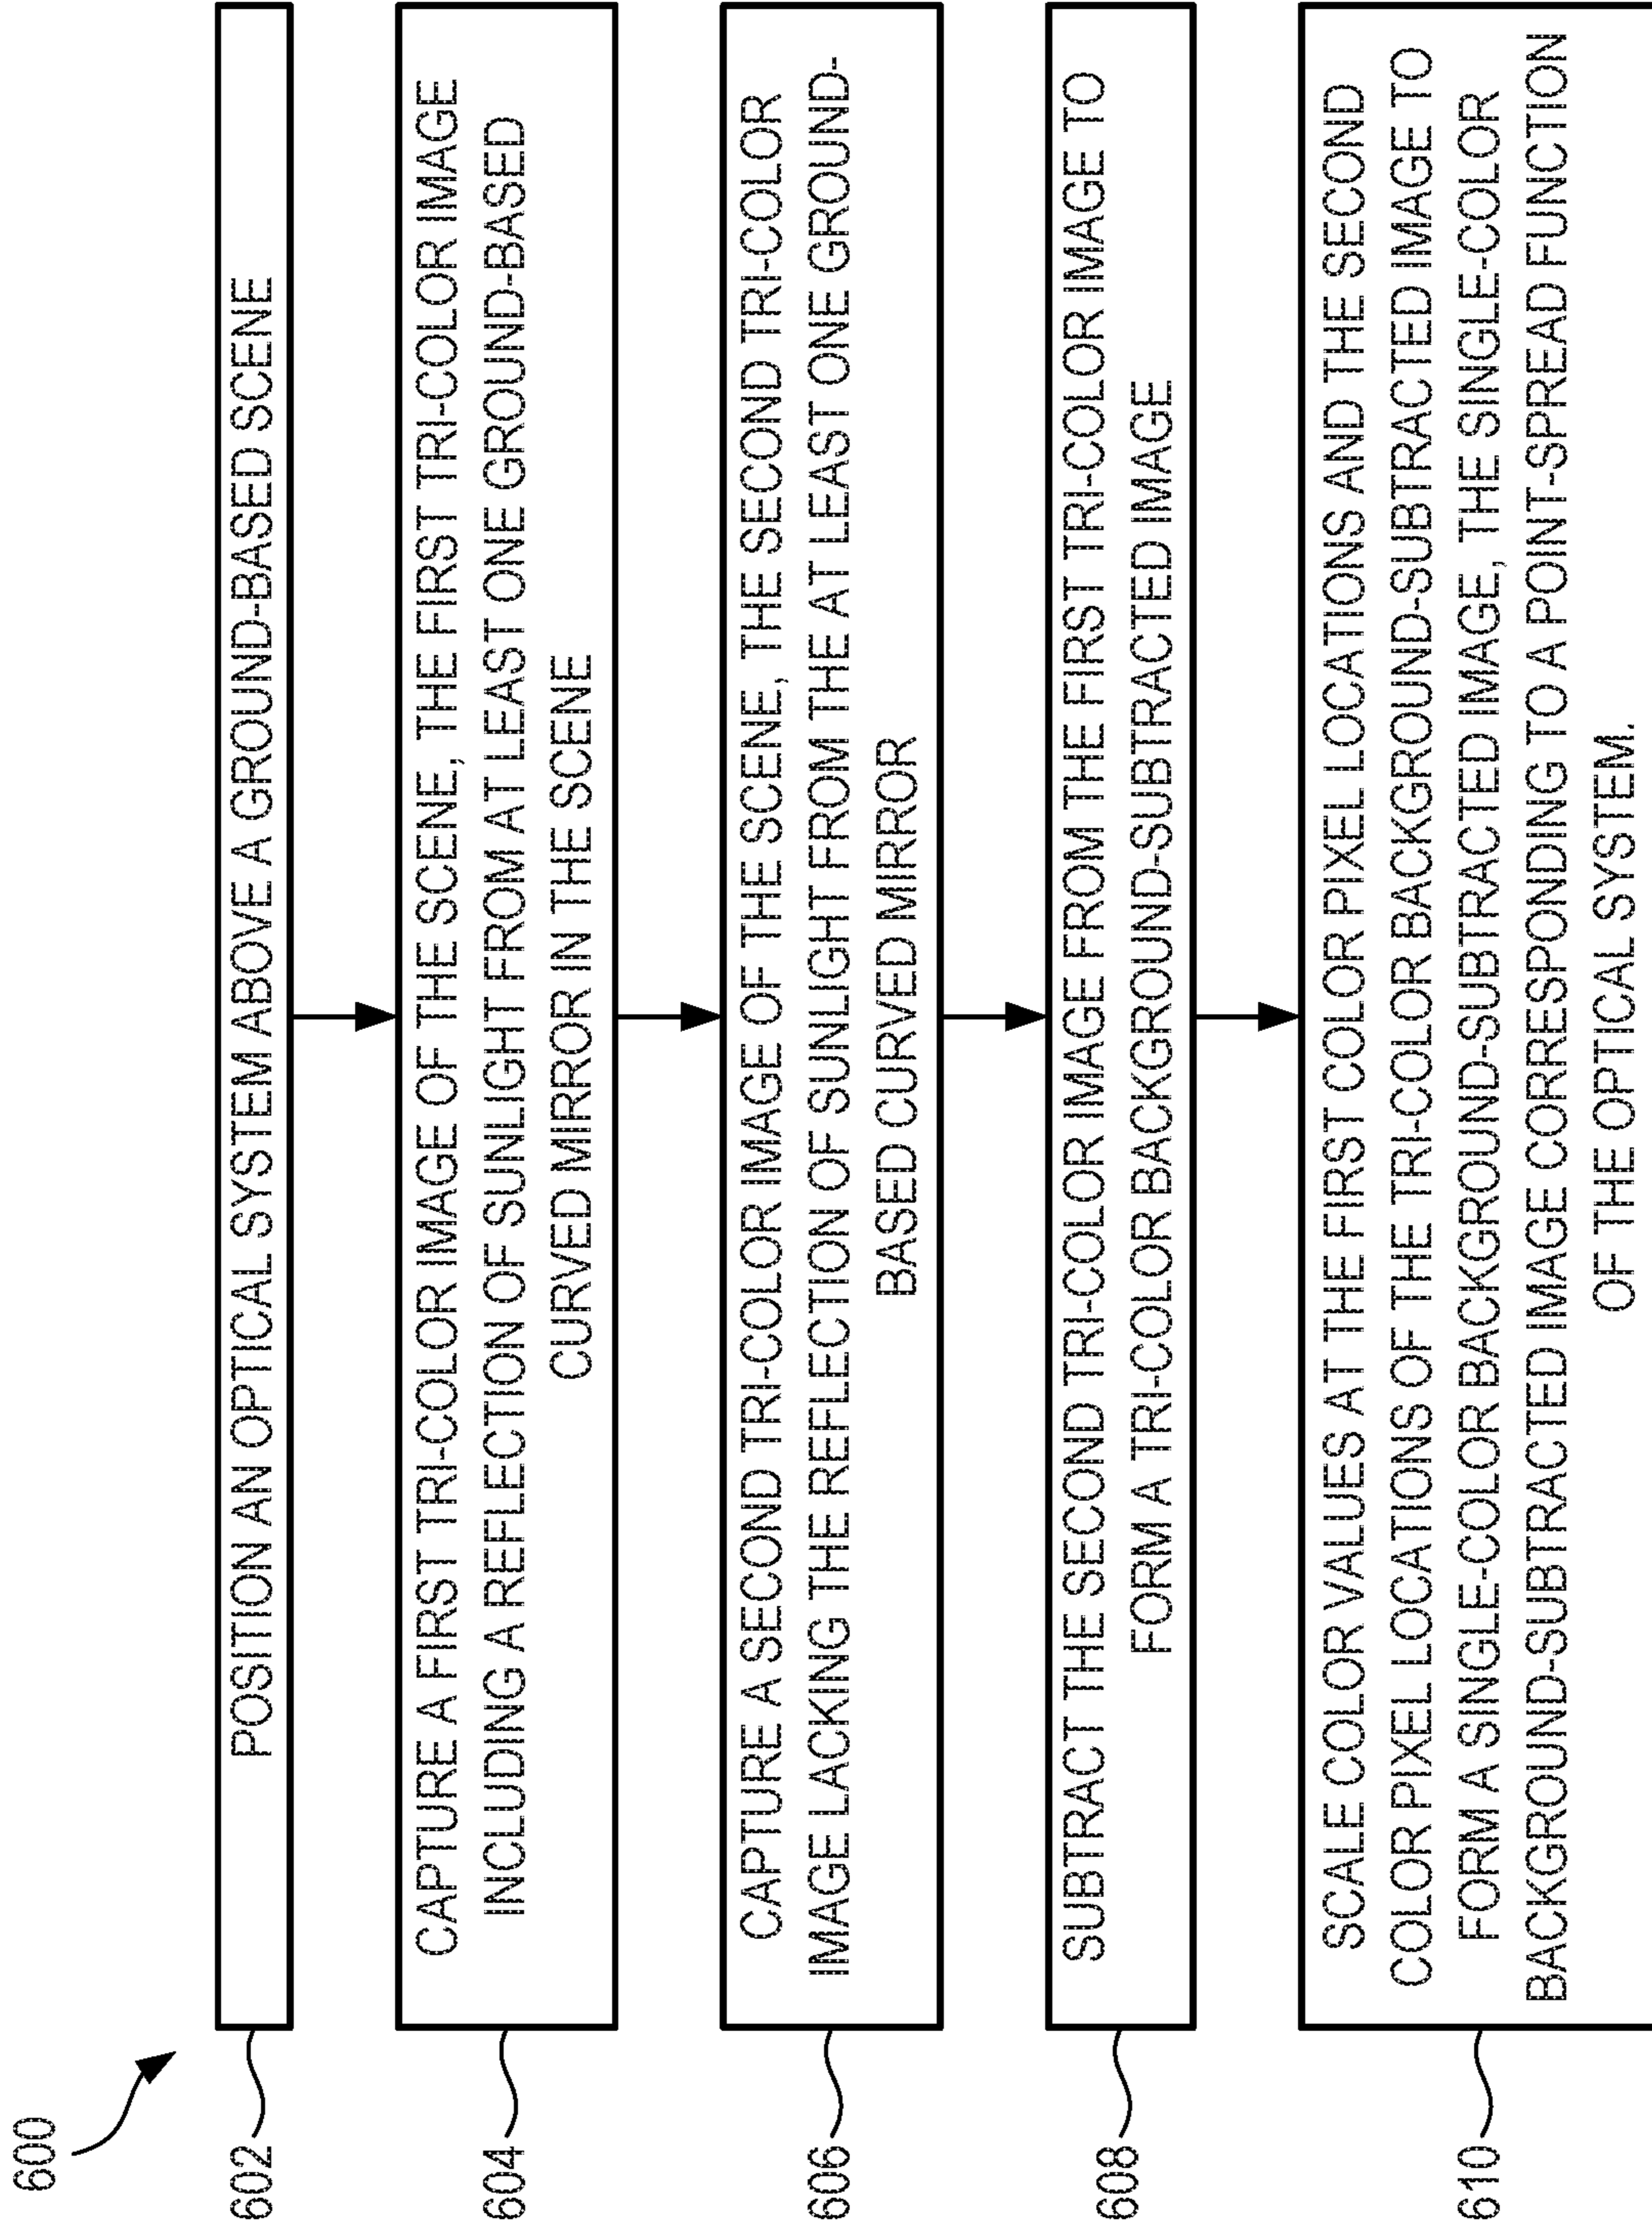 600
602
POSITION AN OPTICAL SYSTEM ABOVE A GROUND-BASED SCENE
604
CAPTURE A FIRST TRI-COLOR IMAGE OF THE SCENE, THE FIRST TRI-COLOR IMAGE
INCLUDING A REFLECTION OF SUNLIGHT FROM AT LEAST ONE GROUND-BASED
CURVED MIRROR IN THE SCENE
606
CAPTURE A SECOND TRI-COLOR IMAGE OF THE SCENE, THE SECOND TRI-COLOR
IMAGE LACKING THE REFLECTION OF SUNLIGHT FROM THE AT LEAST ONE GROUND-
BASED CURVED MIRROR
608
SUBTRACT THE SECOND TRI-COLOR IMAGE FROM THE FIRST TRI-COLOR IMAGE TO
FORM A TRI-COLOR BACKGROUND-SUBTRACTED IMAGE
610
SCALE COLOR VALUES AT THE FIRST COLOR PIXEL LOCATIONS AND THE SECOND
COLOR PIXEL LOCATIONS OF THE TRI-COLOR BACKGROUND-SUBTRACTED IMAGE TO
FORM A SINGLE-COLOR BACKGROUND-SUBTRACTED IMAGE, THE SINGLE-COLOR
BACKGROUND-SUBTRACTED IMAGE CORRESPONDING TO A POINT-SPREAD FUNCTION
OF THE OPTICAL SYSTEM.